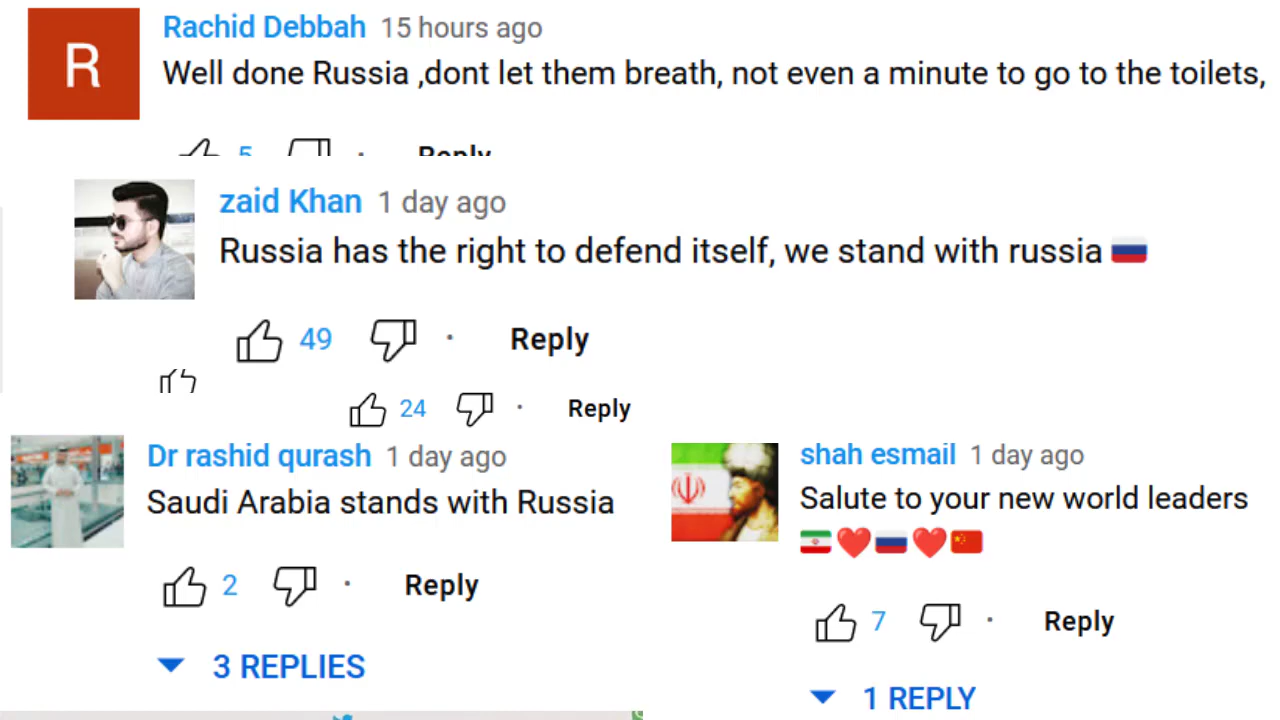 R
Rachid Debbah 15 hours ago
Well done Russia ,dont let them breath, not even a minute to go to the toilets,
5 · Reply
zaid Khan 1 day ago
Russia has the right to defend itself, we stand with russia 🇷🇺
49 · Reply
24 · Reply
Dr rashid qurash 1 day ago
Saudi Arabia stands with Russia
2 · Reply
3 REPLIES
shah esmail 1 day ago
Salute to your new world leaders
🇮🇷❤️🇷🇺❤️🇨🇳
7 · Reply
1 REPLY